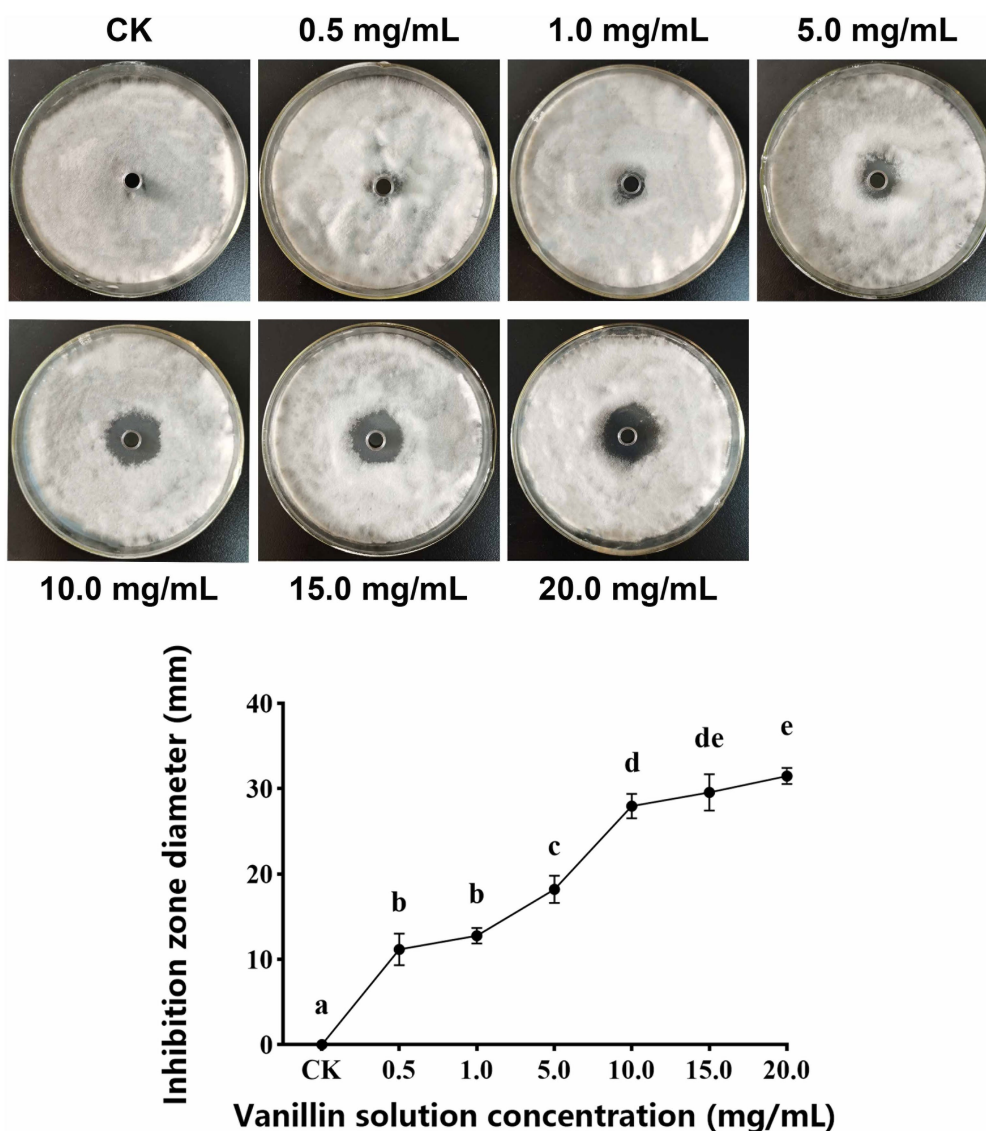 CK
0.5 mg/mL
1.0 mg/mL
5.0 mg/mL
10.0 mg/mL
15.0 mg/mL
20.0 mg/mL
Inhibition zone diameter (mm)
40
30
20
10
0
a
b
b
c
d
de
e
CK
0.5
1.0
5.0
10.0
15.0
20.0
Vanillin solution concentration (mg/mL)